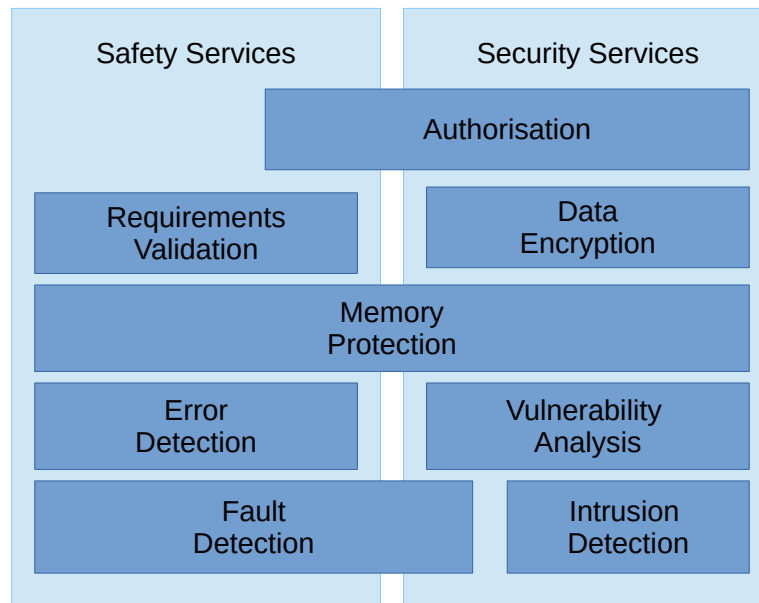 Safety Services
Security Services
Authorisation
Requirements
Validation
Data
Encryption
Memory
Protection
Error
Detection
Vulnerability
Analysis
Fault
Detection
Intrusion
Detection